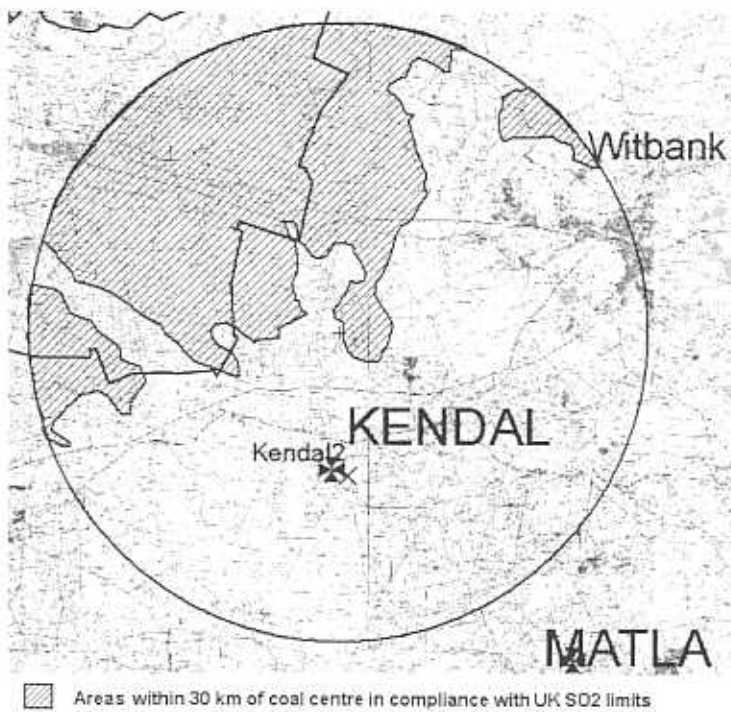 Witbank
KENDAL
Kendal2
MATLA
Areas within 30 km of coal centre in compliance with UK SO2 limits